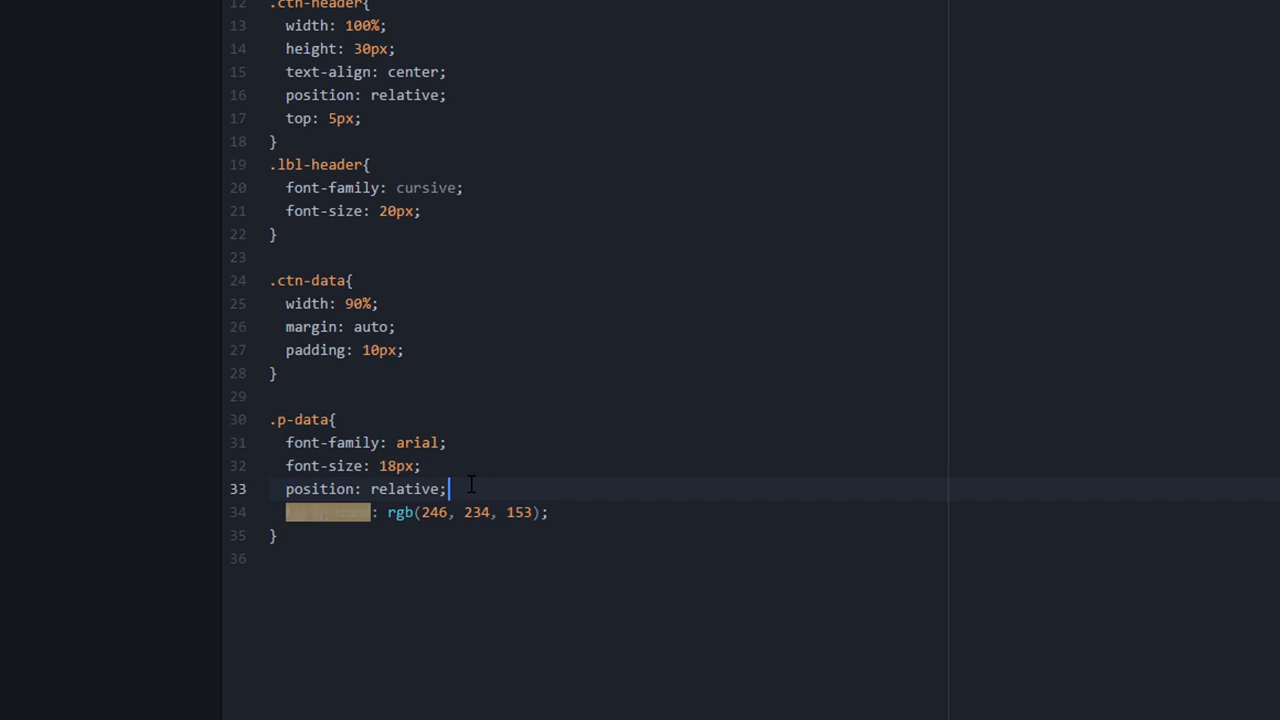 12 .ctn-header{
13 width: 100%;
14 height: 30px;
15 text-align: center;
16 position: relative;
17 top: 5px;
18 }
19 .lbl-header{
20 font-family: cursive;
21 font-size: 20px;
22 }
23
24 .ctn-data{
25 width: 90%;
26 margin: auto;
27 padding: 10px;
28 }
29
30 .p-data{
31 font-family: arial;
32 font-size: 18px;
33 position: relative;
34 : rgb(246, 234, 153);
35 }
36